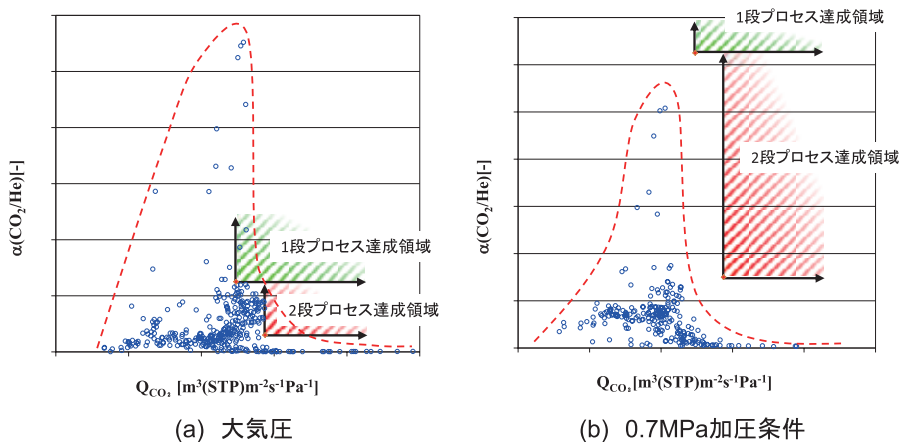 α(CO₂/He)[-]
1段プロセス達成領域
2段プロセス達成領域
Q_CO₂ [m³(STP)m⁻²s⁻¹Pa⁻¹]
(a) 大気圧
α(CO₂/He)[-]
1段プロセス達成領域
2段プロセス達成領域
Q_CO₂ [m³(STP)m⁻²s⁻¹Pa⁻¹]
(b) 0.7MPa加圧条件